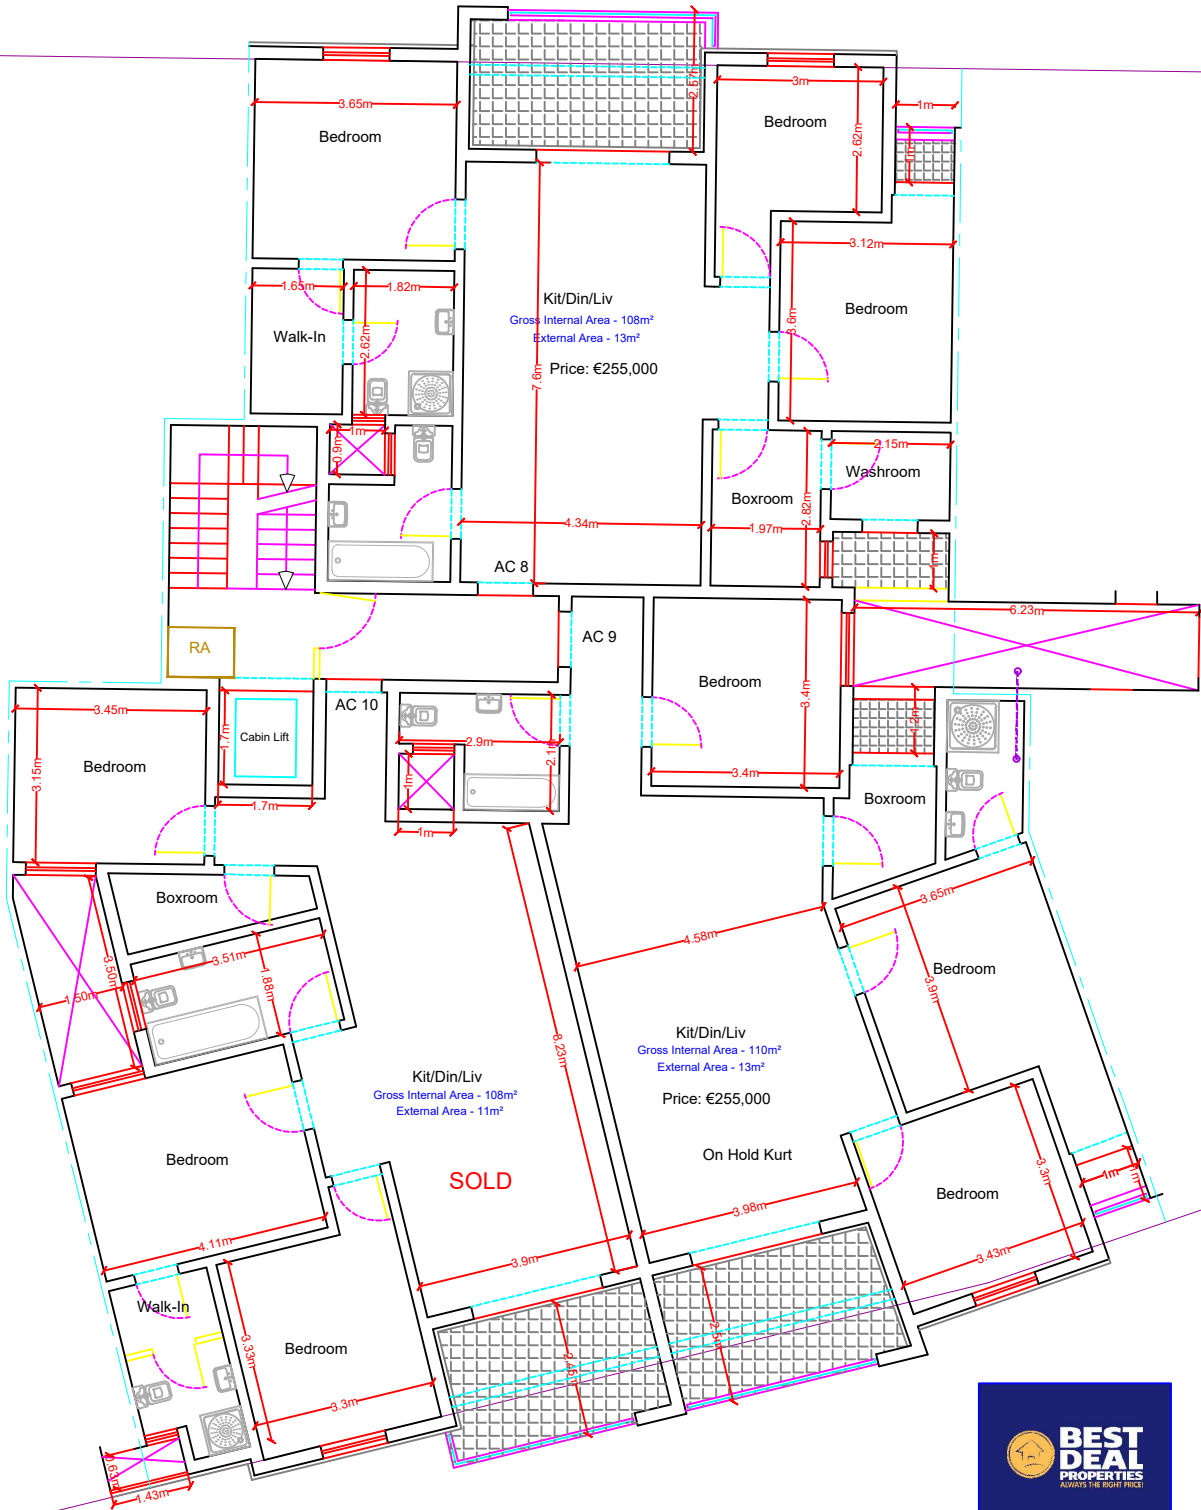 2.57m
3m
3.65m
Bedroom
Bedroom
2.62m
1m
1m
3.12m
1.65m
1.82m
Kit/Din/Liv
Gross Internal Area - 108m²
External Area - 13m²
Price: €255,000
Bedroom
3.6m
Walk-In
2.62m
7.6m
1m
0.9m
2.15m
Washroom
Boxroom
2.82m
4.34m
1.97m
1m
AC 8
6.23m
AC 9
RA
Bedroom
3.4m
3.45m
AC 10
1.2m
1.7m
Cabin Lift
2.9m
2.1m
3.15m
Bedroom
1m
3.4m
1.7m
Boxroom
1m
Boxroom
3.65m
3.51m
4.58m
3.50m
1.88m
Bedroom
3.9m
1.50m
8.23m
Kit/Din/Liv
Gross Internal Area - 110m²
External Area - 13m²
Price: €255,000
Kit/Din/Liv
Gross Internal Area - 108m²
External Area - 11m²
Bedroom
On Hold Kurt
SOLD
3.3m
1m
1m
Bedroom
3.98m
4.11m
3.9m
3.43m
Walk-In
3.33m
Bedroom
2.45m
3.3m
0.63m
1.43m
BEST
DEAL
PROPERTIES
ALWAYS THE RIGHT PRICE!